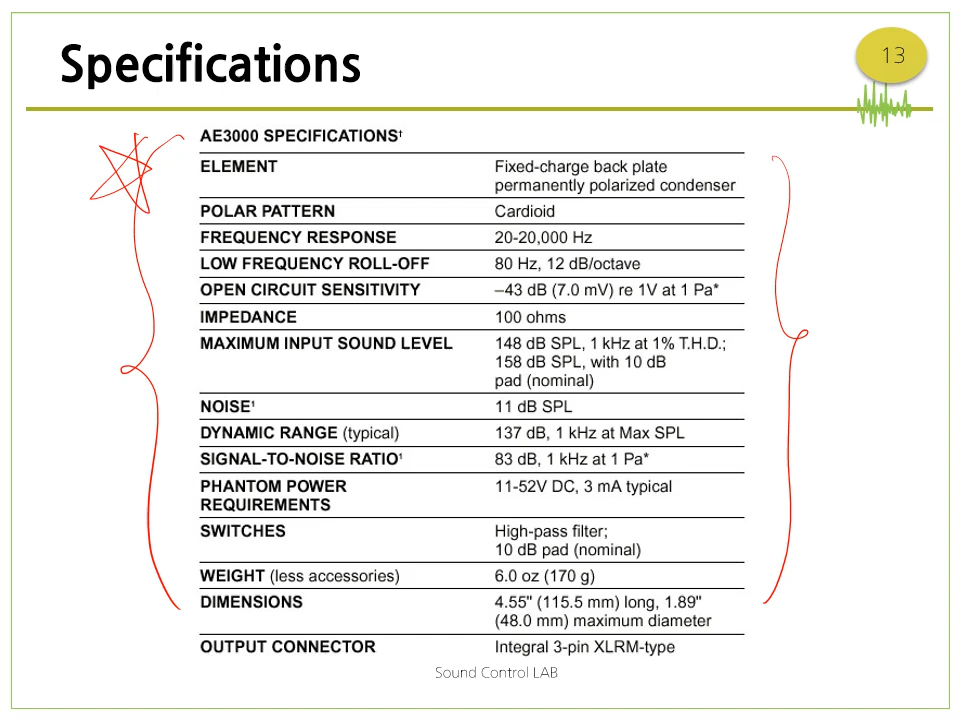 Specifications
13
AE3000 SPECIFICATIONS†
ELEMENT Fixed-charge back plate
permanently polarized condenser
POLAR PATTERN Cardioid
FREQUENCY RESPONSE 20-20,000 Hz
LOW FREQUENCY ROLL-OFF 80 Hz, 12 dB/octave
OPEN CIRCUIT SENSITIVITY –43 dB (7.0 mV) re 1V at 1 Pa*
IMPEDANCE 100 ohms
MAXIMUM INPUT SOUND LEVEL 148 dB SPL, 1 kHz at 1% T.H.D.;
158 dB SPL, with 10 dB
pad (nominal)
NOISE¹ 11 dB SPL
DYNAMIC RANGE (typical) 137 dB, 1 kHz at Max SPL
SIGNAL-TO-NOISE RATIO¹ 83 dB, 1 kHz at 1 Pa*
PHANTOM POWER 11-52V DC, 3 mA typical
REQUIREMENTS
SWITCHES High-pass filter;
10 dB pad (nominal)
WEIGHT (less accessories) 6.0 oz (170 g)
DIMENSIONS 4.55" (115.5 mm) long, 1.89"
(48.0 mm) maximum diameter
OUTPUT CONNECTOR Integral 3-pin XLRM-type
Sound Control LAB